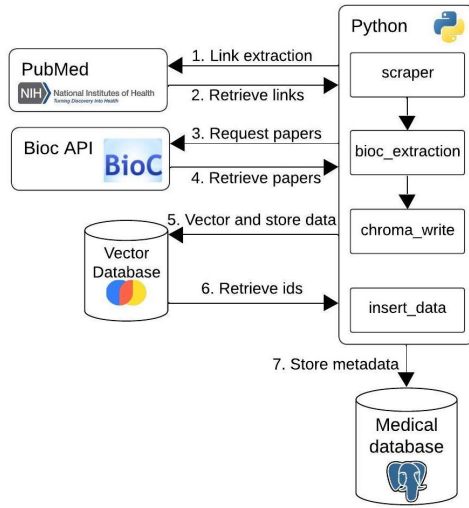 Python
1. Link extraction
PubMed
NIH National Institutes of Health
Turning Discovery Into Health
scraper
2. Retrieve links
3. Request papers
Bioc API
BioC
bioc_extraction
4. Retrieve papers
5. Vector and store data
chroma_write
Vector
Database
6. Retrieve ids
insert_data
7. Store metadata
Medical
database